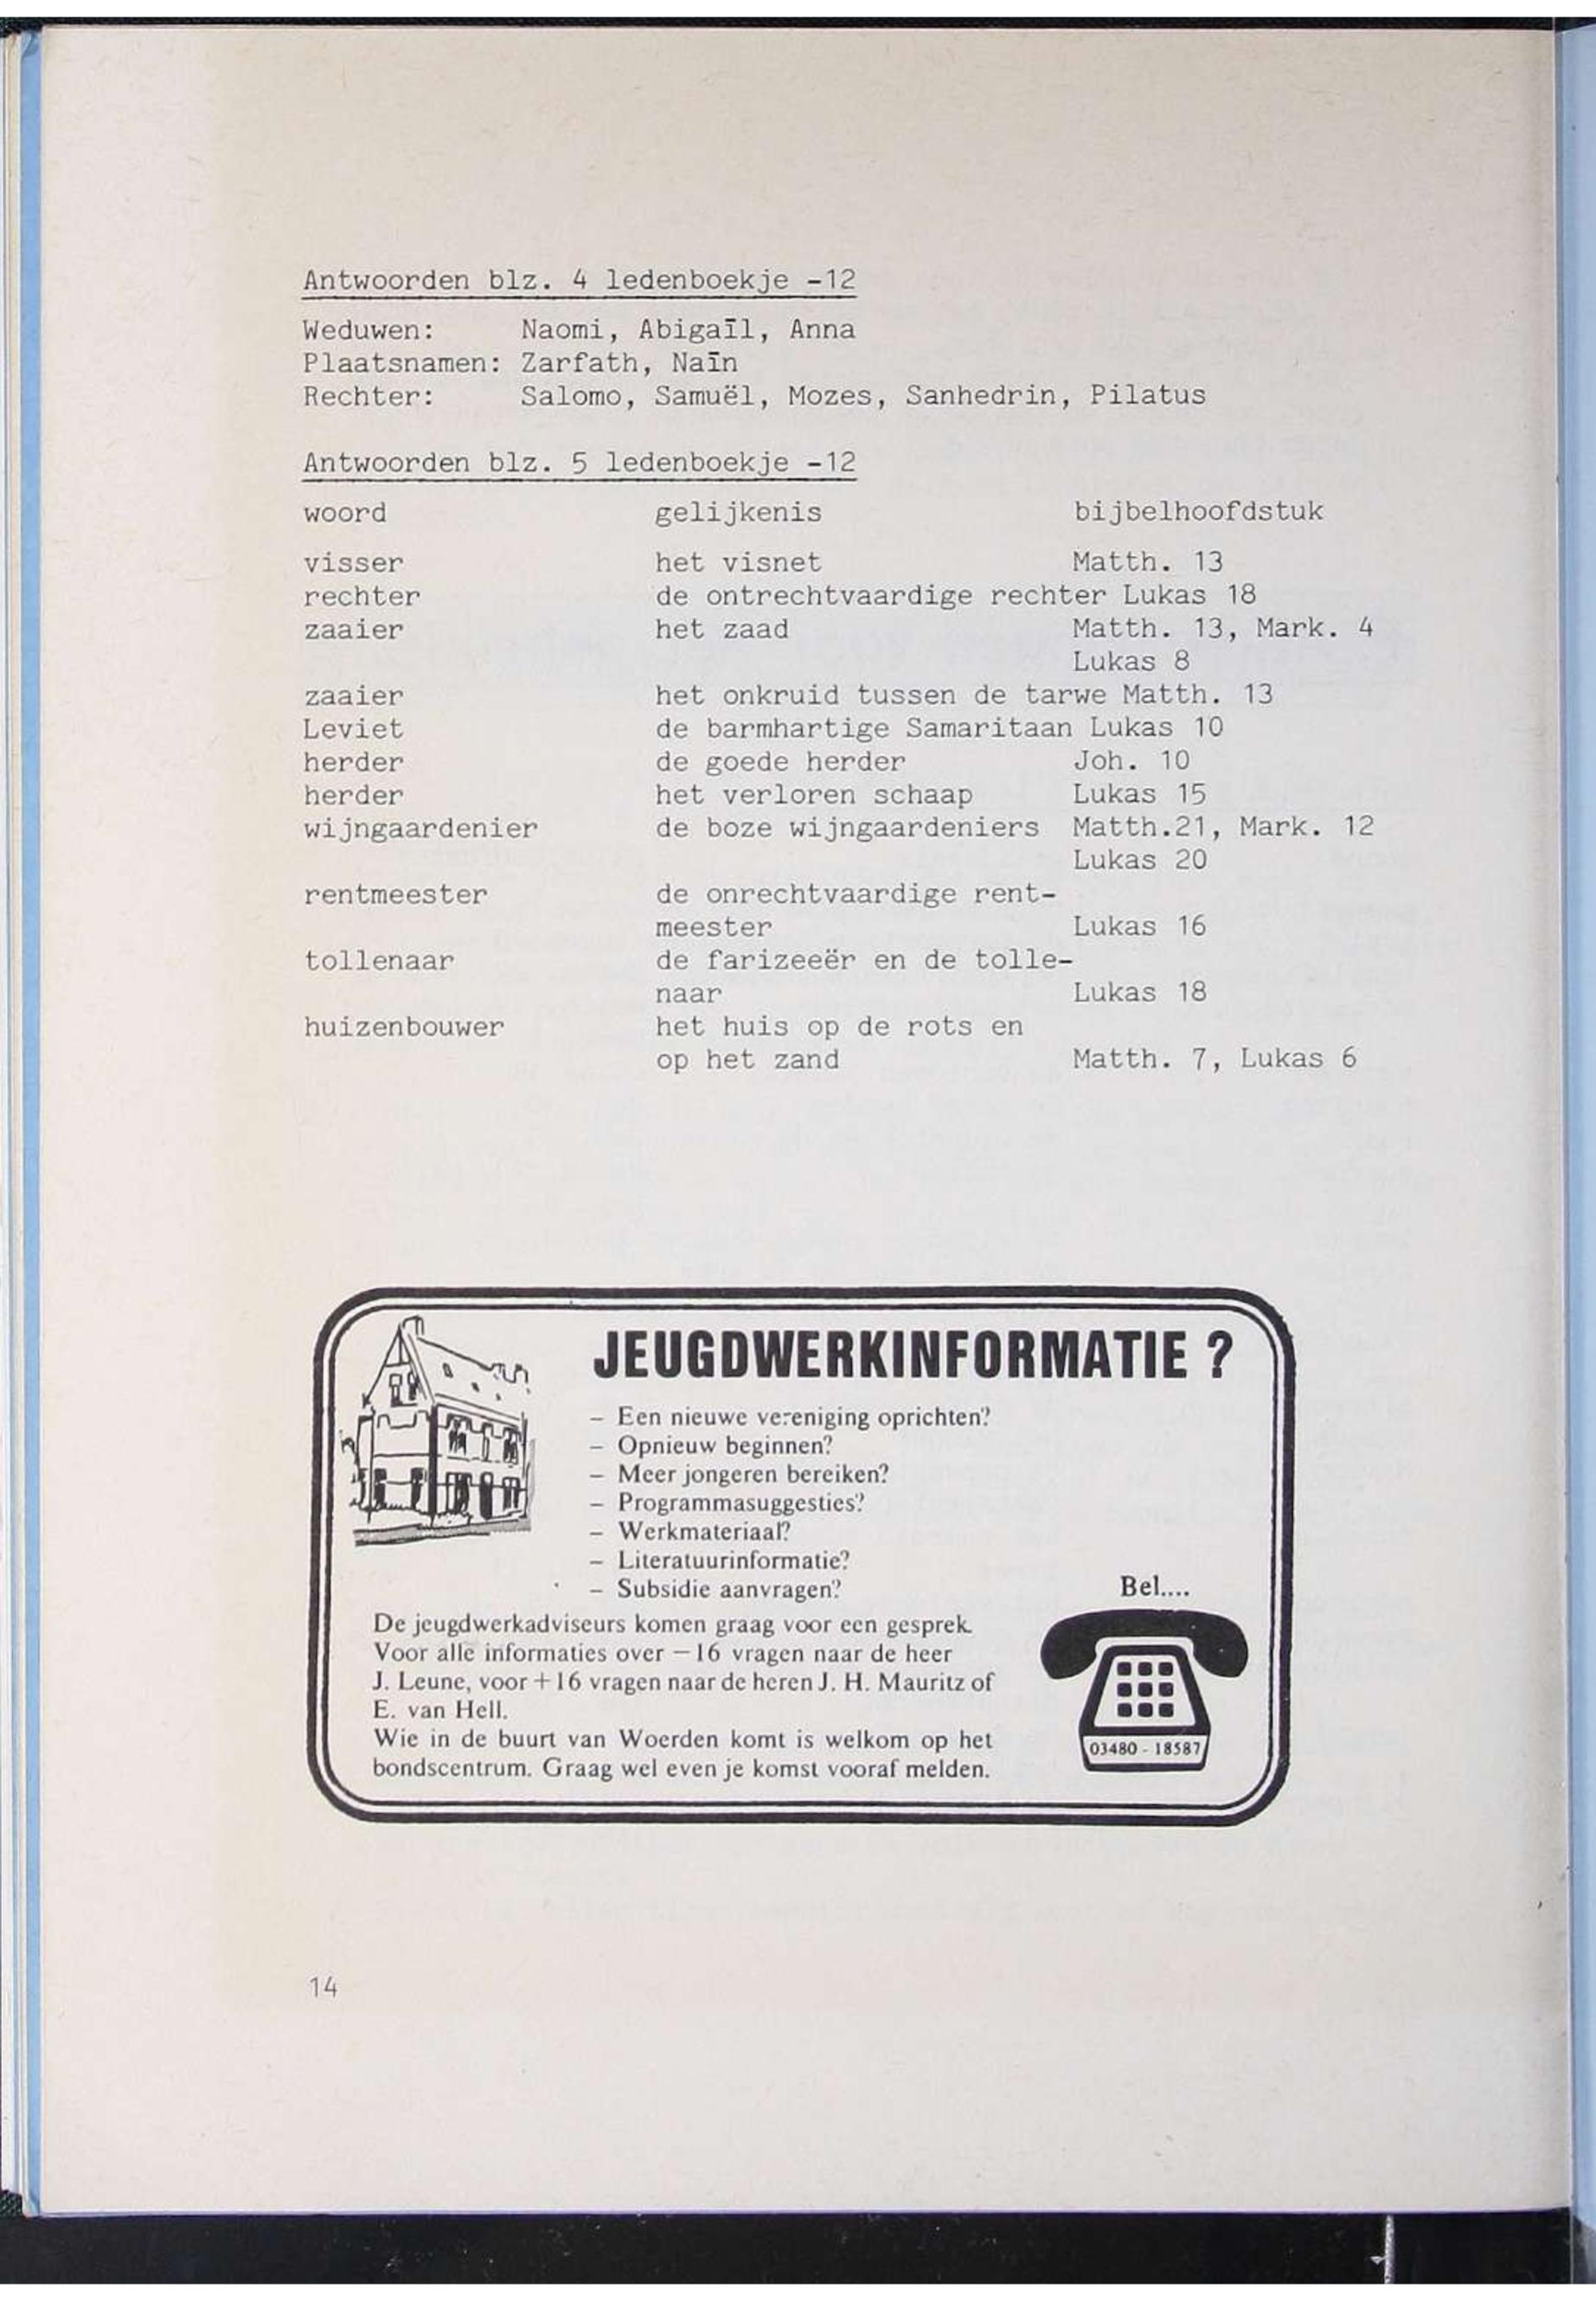 Antwoorden blz. 4 ledenboekje -12
Weduwen: Naomi, Abigaïl, Anna
Plaatsnamen: Zarfath, Naïn
Rechter: Salomo, Samuël, Mozes, Sanhedrin, Pilatus
Antwoorden blz. 5 ledenboekje -12
woord gelijkenis bijbelhoofdstuk
visser het visnet Matth. 13
rechter de ontrechtvaardige rechter Lukas 18
zaaier het zaad Matth. 13, Mark. 4
Lukas 8
zaaier het onkruid tussen de tarwe Matth. 13
Leviet de barmhartige Samaritaan Lukas 10
herder de goede herder Joh. 10
herder het verloren schaap Lukas 15
wijngaardenier de boze wijngaardeniers Matth.21, Mark. 12
Lukas 20
rentmeester de onrechtvaardige rent-
meester Lukas 16
tollenaar de farizeeër en de tolle-
naar Lukas 18
huizenbouwer het huis op de rots en
op het zand Matth. 7, Lukas 6
JEUGDWERKINFORMATIE ?
– Een nieuwe vereniging oprichten?
– Opnieuw beginnen?
– Meer jongeren bereiken?
– Programmasuggesties?
– Werkmateriaal?
– Literatuurinformatie?
– Subsidie aanvragen?
De jeugdwerkadviseurs komen graag voor een gesprek.
Voor alle informaties over –16 vragen naar de heer
J. Leune, voor +16 vragen naar de heren J. H. Mauritz of
E. van Hell.
Wie in de buurt van Woerden komt is welkom op het
bondscentrum. Graag wel even je komst vooraf melden.
Bel....
03480 - 18587
14